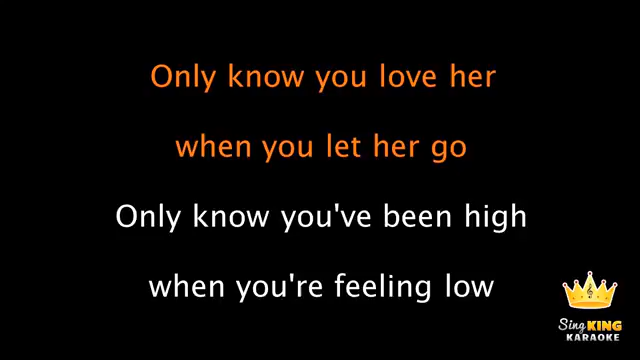 Only know you love her
when you let her go
Only know you've been high
when you're feeling low
Sing KING
KARAOKE